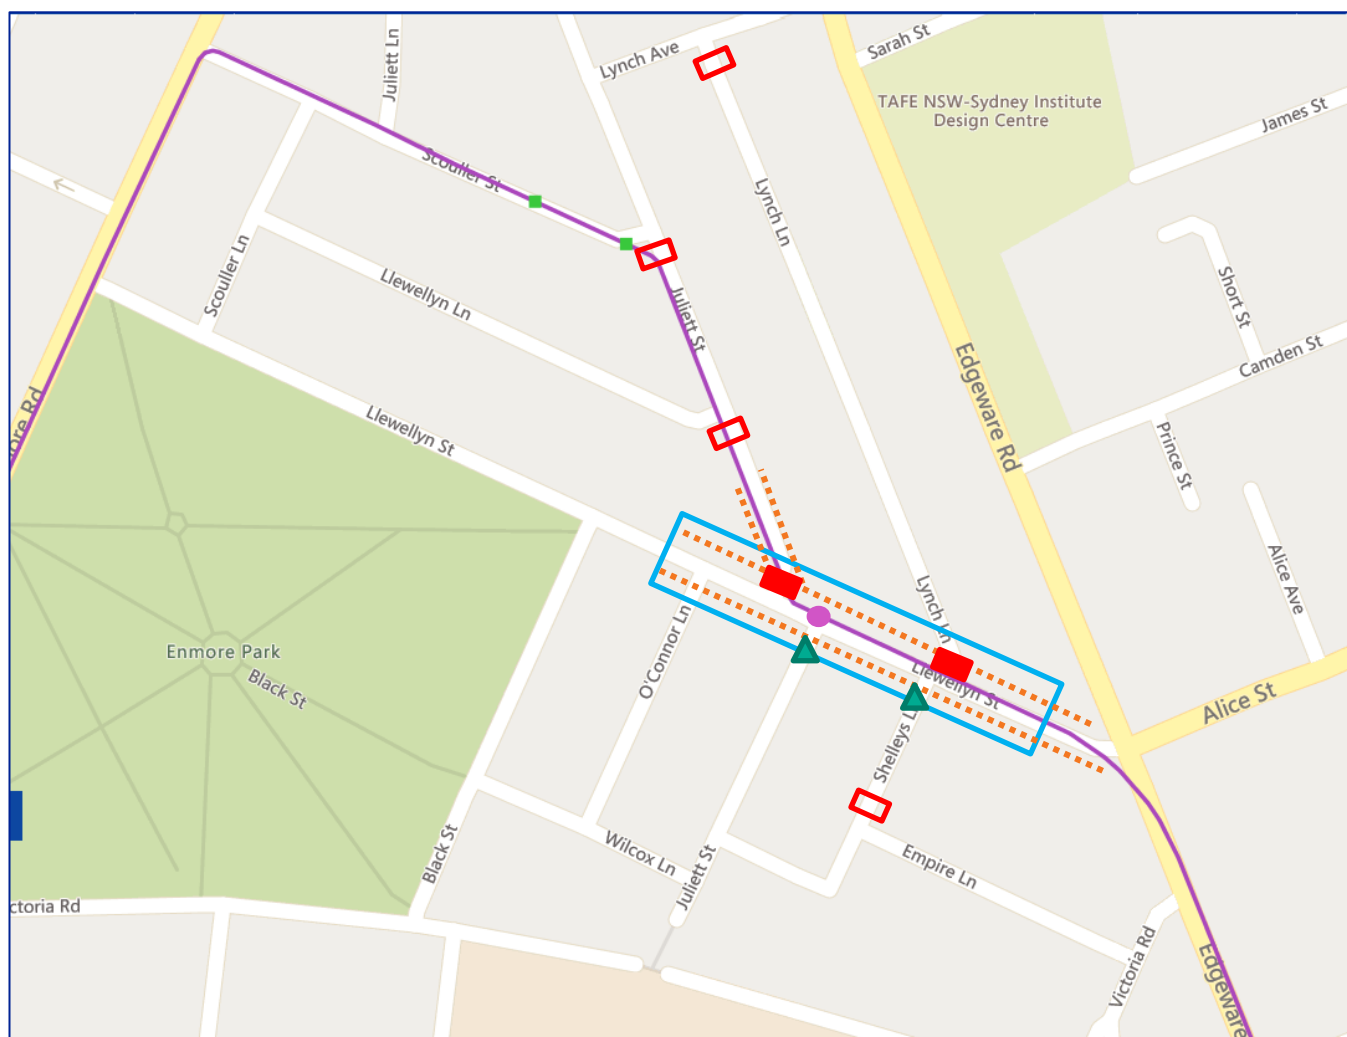 Sarah St
Lynch Ave
Juliett Ln
TAFE NSW-Sydney Institute
Design Centre
James St
Scouller St
Lynch Ln
Scouller Ln
Llewellyn Ln
Juliett St
Short St
Camden St
Edgeware Rd
ore Rd
Llewellyn St
Prince St
Alice Ave
Lynch Ln
Enmore Park
Black St
O'Connor Ln
Llewellyn St
Alice St
Shelleys L
Wilcox Ln
Black St
Juliett St
Empire Ln
ctoria Rd
Victoria Rd
Edgeware